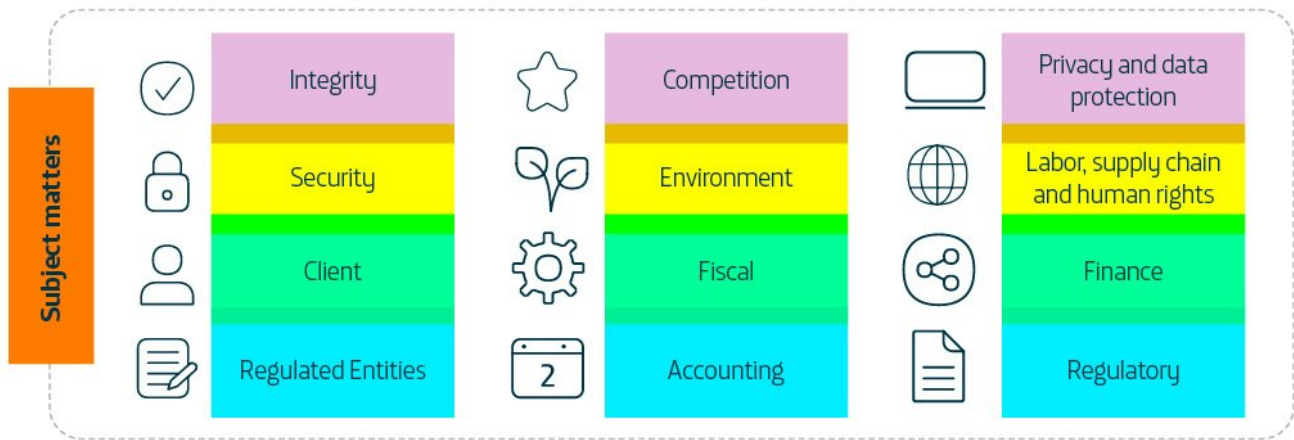 Subject matters
Integrity
Competition
Privacy and data
protection
Security
Environment
Labor, supply chain
and human rights
Client
Fiscal
Finance
Regulated Entities
2
Accounting
Regulatory